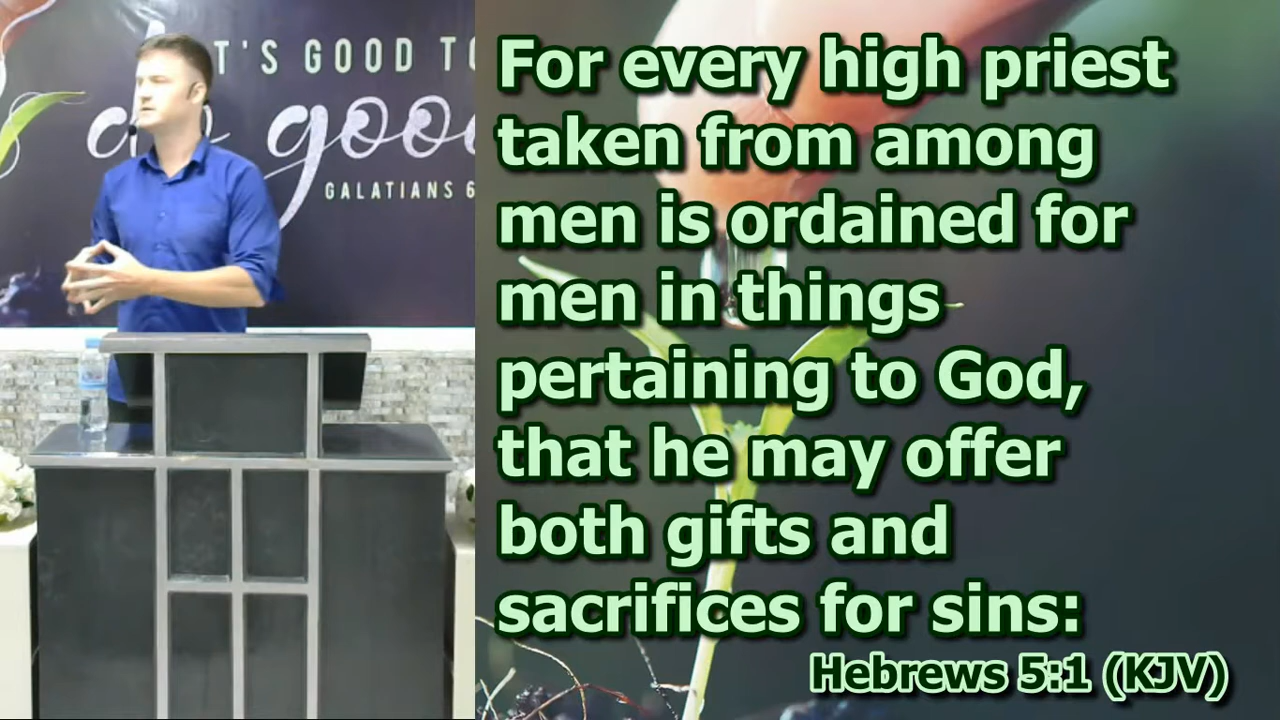 T'S GOOD TO
do good
GALATIANS 6
For every high priest
taken from among
men is ordained for
men in things
pertaining to God,
that he may offer
both gifts and
sacrifices for sins:
Hebrews 5:1 (KJV)